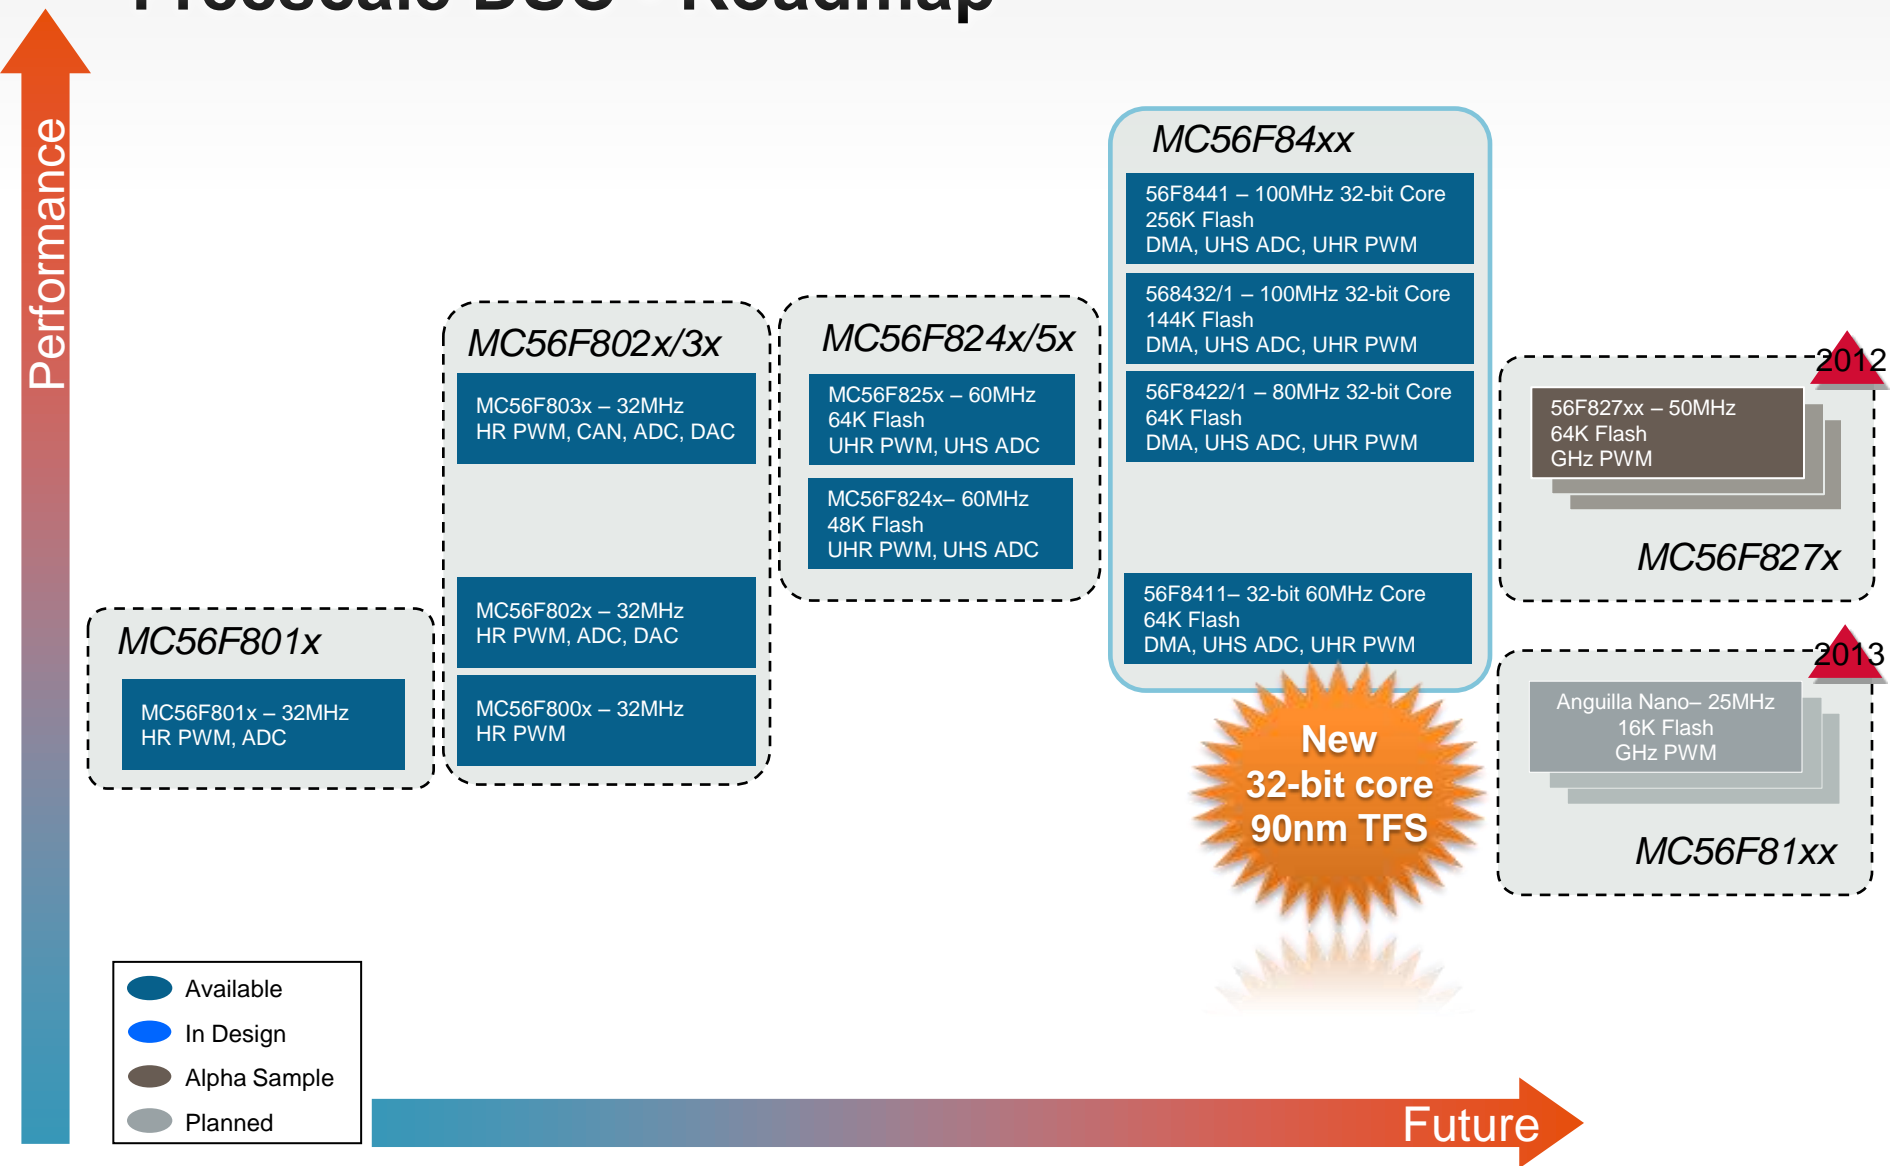 Freescale DSC - Roadmap
Performance
MC56F84xx
56F8441 – 100MHz 32-bit Core
256K Flash
DMA, UHS ADC, UHR PWM
568432/1 – 100MHz 32-bit Core
144K Flash
DMA, UHS ADC, UHR PWM
56F8422/1 – 80MHz 32-bit Core
64K Flash
DMA, UHS ADC, UHR PWM
56F8411– 32-bit 60MHz Core
64K Flash
DMA, UHS ADC, UHR PWM
MC56F802x/3x
MC56F803x – 32MHz
HR PWM, CAN, ADC, DAC
MC56F802x – 32MHz
HR PWM, ADC, DAC
MC56F800x – 32MHz
HR PWM
MC56F824x/5x
MC56F825x – 60MHz
64K Flash
UHR PWM, UHS ADC
MC56F824x– 60MHz
48K Flash
UHR PWM, UHS ADC
2012
56F827xx – 50MHz
64K Flash
GHz PWM
MC56F827x
MC56F801x
MC56F801x – 32MHz
HR PWM, ADC
2013
Anguilla Nano– 25MHz
16K Flash
GHz PWM
MC56F81xx
New
32-bit core
90nm TFS
Available
In Design
Alpha Sample
Planned
Future